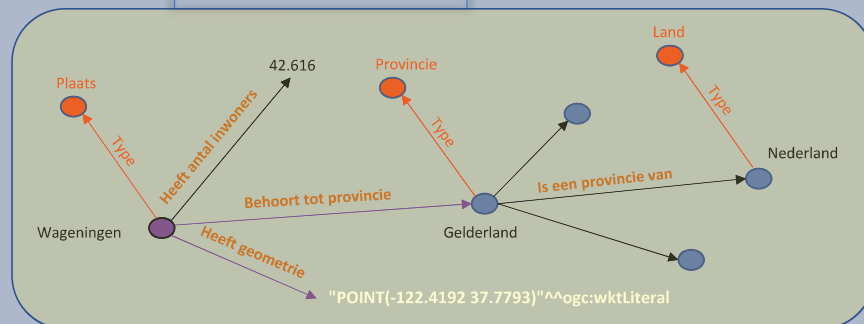 Land
Provincie
42.616
Plaats
Type
Type
Type
Heeft antal inwoners
Nederland
Is een provincie van
Behoort tot provincie
Wageningen
Gelderland
Heeft geometrie
"POINT(-122.4192 37.7793)"^^ogc:wktLiteral